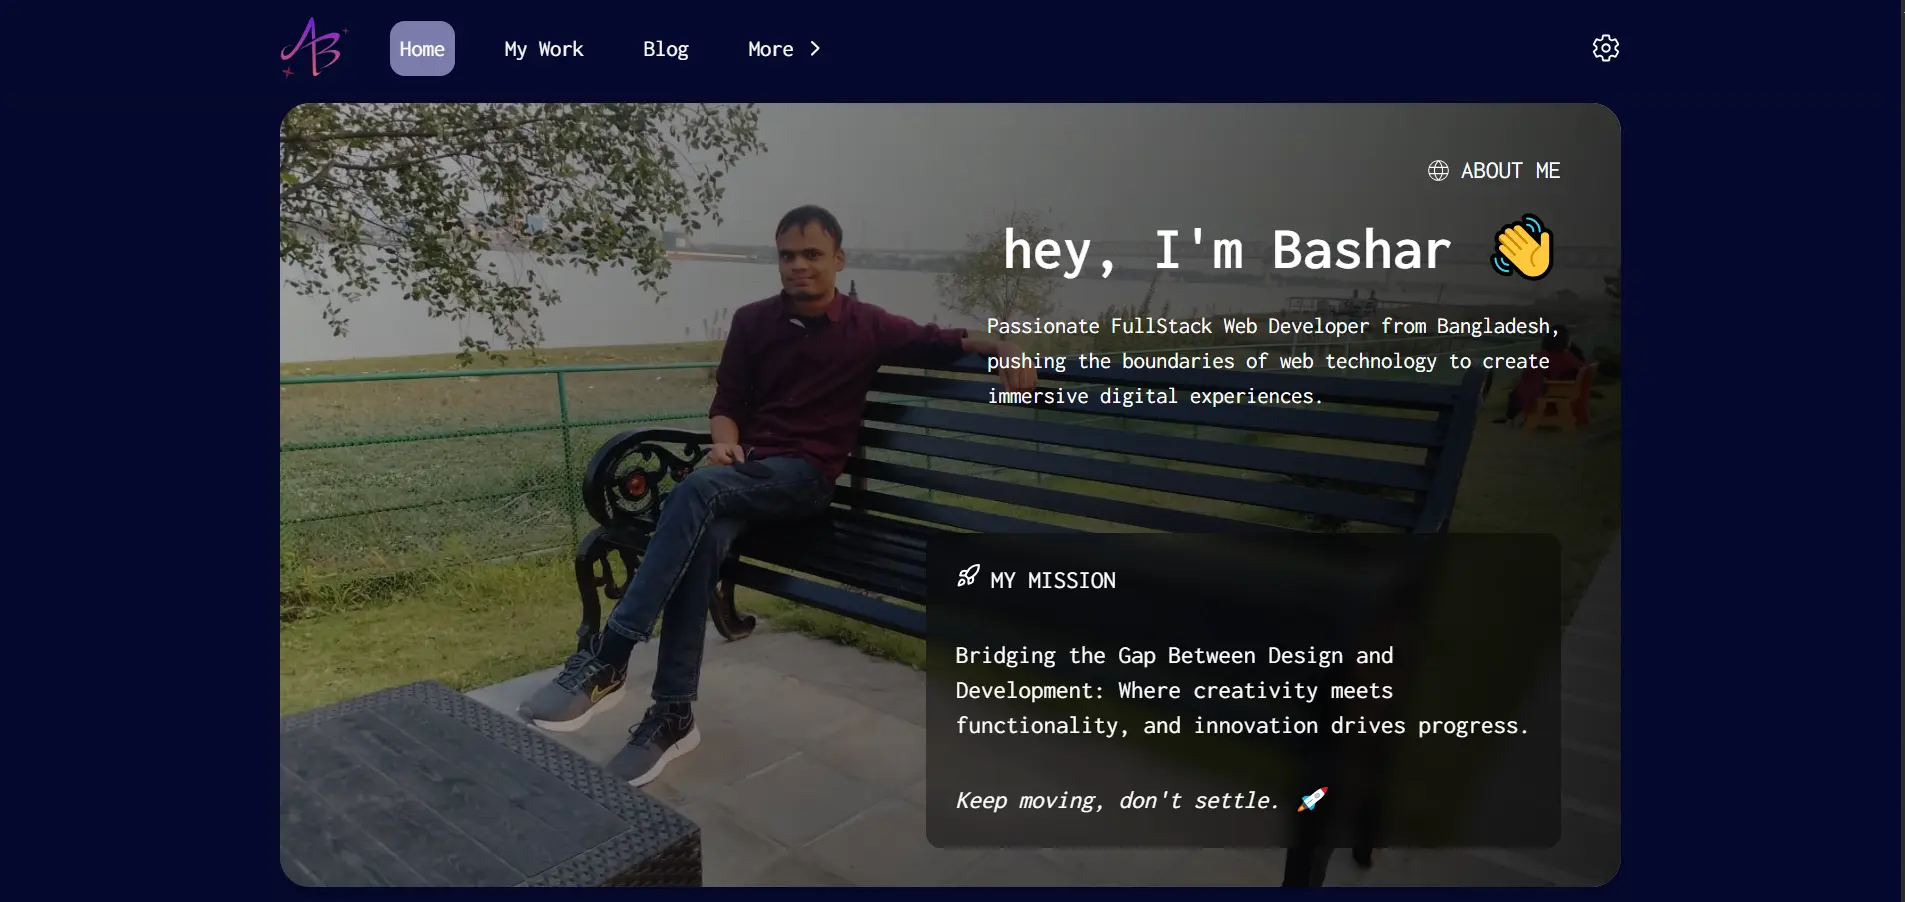 AB
Home
My Work
Blog
More
ABOUT ME
hey, I'm Bashar 👋
Passionate FullStack Web Developer from Bangladesh,
pushing the boundaries of web technology to create
immersive digital experiences.
MY MISSION
Bridging the Gap Between Design and
Development: Where creativity meets
functionality, and innovation drives progress.
Keep moving, don't settle. 🚀